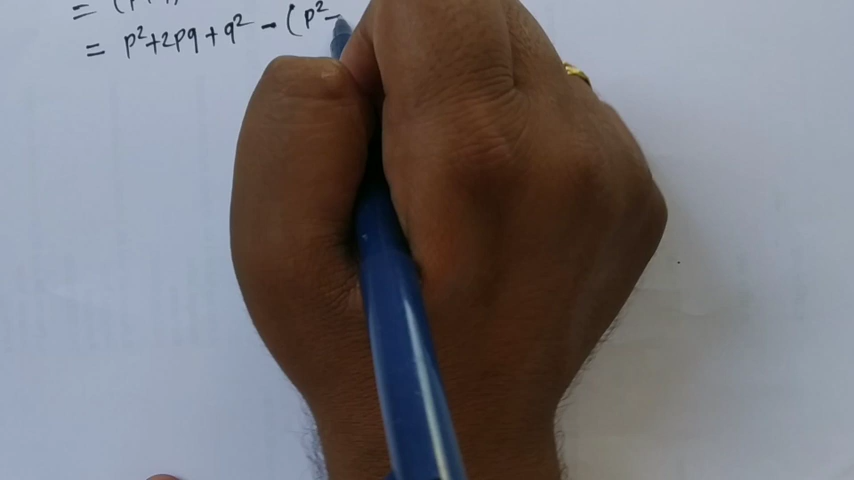 = (p
= p²+2pq+q² - (p²-